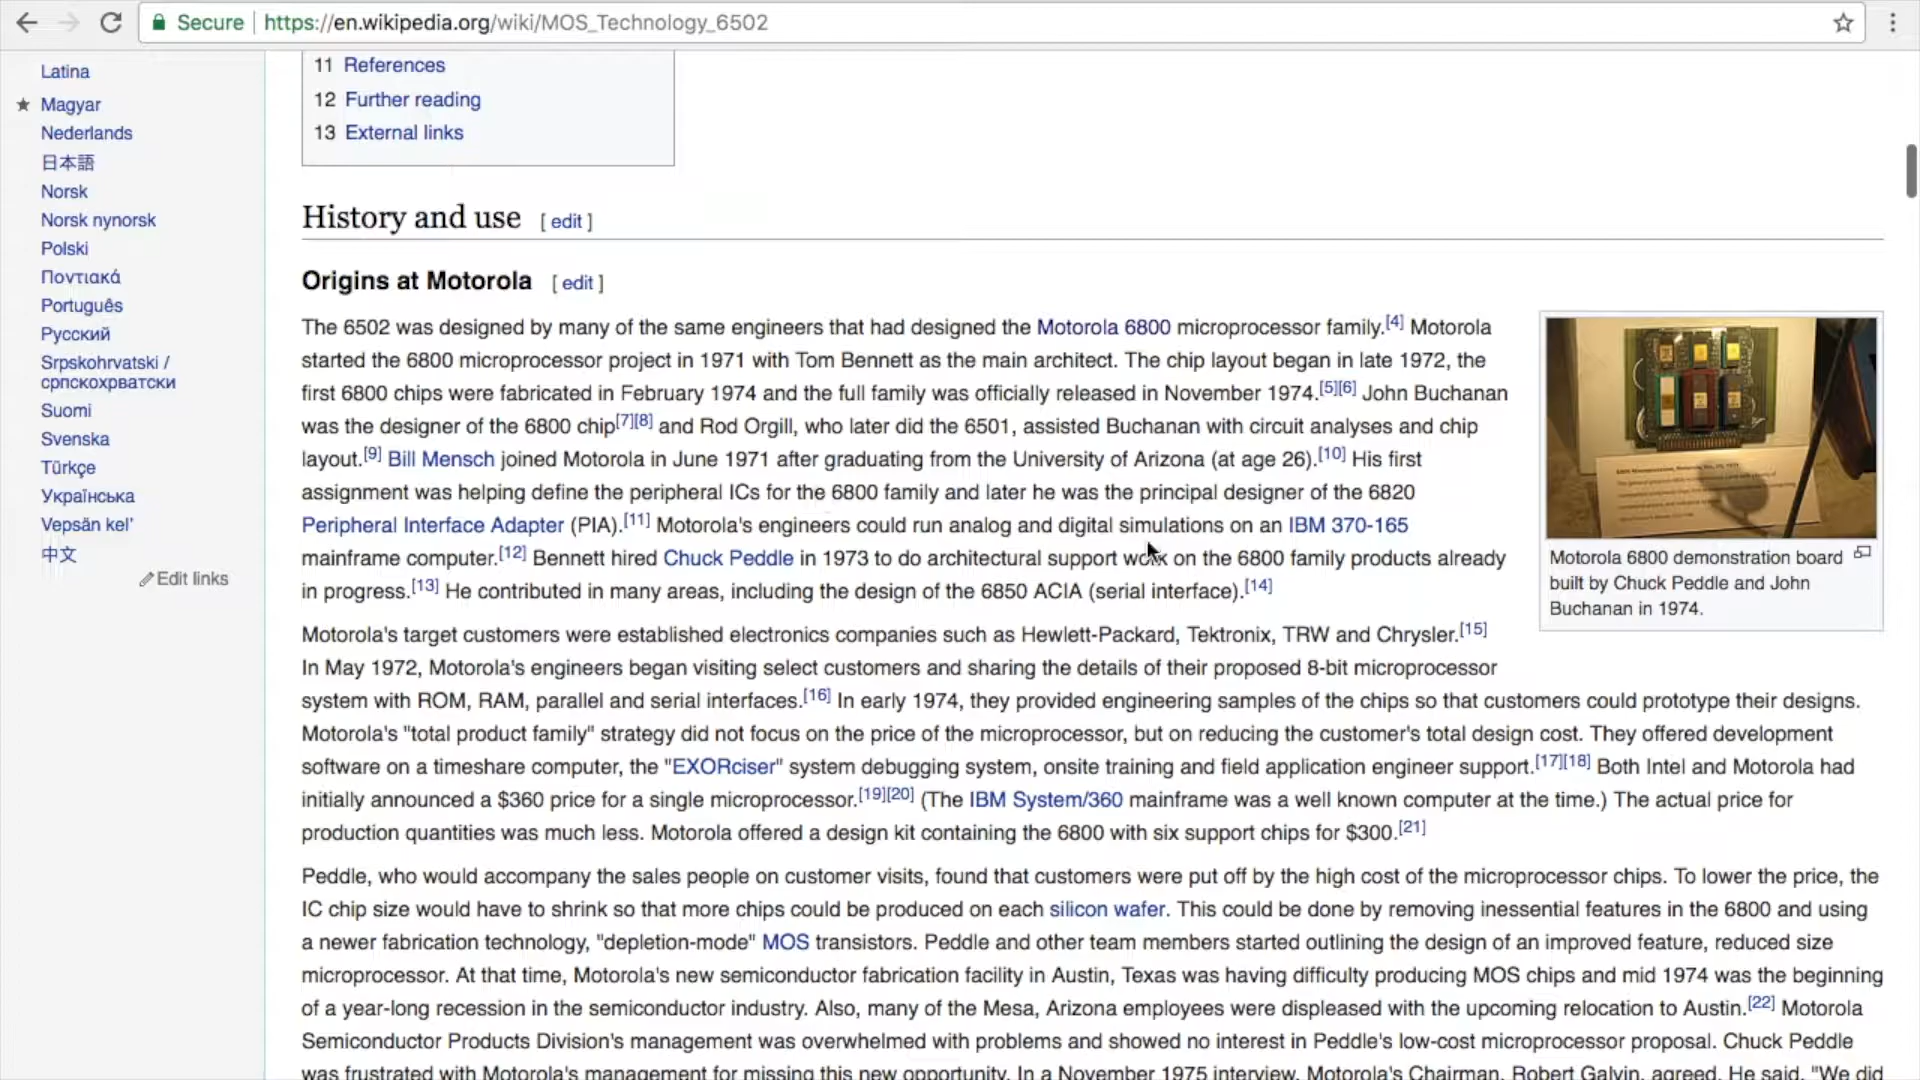 Secure https://en.wikipedia.org/wiki/MOS_Technology_6502
Latina
Magyar
Nederlands
日本語
Norsk
Norsk nynorsk
Polski
Ποντιακά
Português
Русский
Srpskohrvatski /
српскохрватски
Suomi
Svenska
Türkçe
Українська
Vepsän kel’
中文
Edit links
11 References
12 Further reading
13 External links
History and use [ edit ]
Origins at Motorola [ edit ]
The 6502 was designed by many of the same engineers that had designed the Motorola 6800 microprocessor family.[4] Motorola
started the 6800 microprocessor project in 1971 with Tom Bennett as the main architect. The chip layout began in late 1972, the
first 6800 chips were fabricated in February 1974 and the full family was officially released in November 1974.[5][6] John Buchanan
was the designer of the 6800 chip[7][8] and Rod Orgill, who later did the 6501, assisted Buchanan with circuit analyses and chip
layout.[9] Bill Mensch joined Motorola in June 1971 after graduating from the University of Arizona (at age 26).[10] His first
assignment was helping define the peripheral ICs for the 6800 family and later he was the principal designer of the 6820
Peripheral Interface Adapter (PIA).[11] Motorola's engineers could run analog and digital simulations on an IBM 370-165
mainframe computer.[12] Bennett hired Chuck Peddle in 1973 to do architectural support work on the 6800 family products already
in progress.[13] He contributed in many areas, including the design of the 6850 ACIA (serial interface).[14]
Motorola 6800 demonstration board
built by Chuck Peddle and John
Buchanan in 1974.
Motorola's target customers were established electronics companies such as Hewlett-Packard, Tektronix, TRW and Chrysler.[15]
In May 1972, Motorola's engineers began visiting select customers and sharing the details of their proposed 8-bit microprocessor
system with ROM, RAM, parallel and serial interfaces.[16] In early 1974, they provided engineering samples of the chips so that customers could prototype their designs.
Motorola's "total product family" strategy did not focus on the price of the microprocessor, but on reducing the customer's total design cost. They offered development
software on a timeshare computer, the "EXORciser" system debugging system, onsite training and field application engineer support.[17][18] Both Intel and Motorola had
initially announced a $360 price for a single microprocessor.[19][20] (The IBM System/360 mainframe was a well known computer at the time.) The actual price for
production quantities was much less. Motorola offered a design kit containing the 6800 with six support chips for $300.[21]
Peddle, who would accompany the sales people on customer visits, found that customers were put off by the high cost of the microprocessor chips. To lower the price, the
IC chip size would have to shrink so that more chips could be produced on each silicon wafer. This could be done by removing inessential features in the 6800 and using
a newer fabrication technology, "depletion-mode" MOS transistors. Peddle and other team members started outlining the design of an improved feature, reduced size
microprocessor. At that time, Motorola's new semiconductor fabrication facility in Austin, Texas was having difficulty producing MOS chips and mid 1974 was the beginning
of a year-long recession in the semiconductor industry. Also, many of the Mesa, Arizona employees were displeased with the upcoming relocation to Austin.[22] Motorola
Semiconductor Products Division's management was overwhelmed with problems and showed no interest in Peddle's low-cost microprocessor proposal. Chuck Peddle
was frustrated with Motorola's management for missing this new opportunity. In a November 1975 interview, Motorola's Chairman, Robert Galvin, agreed. He said, "We did